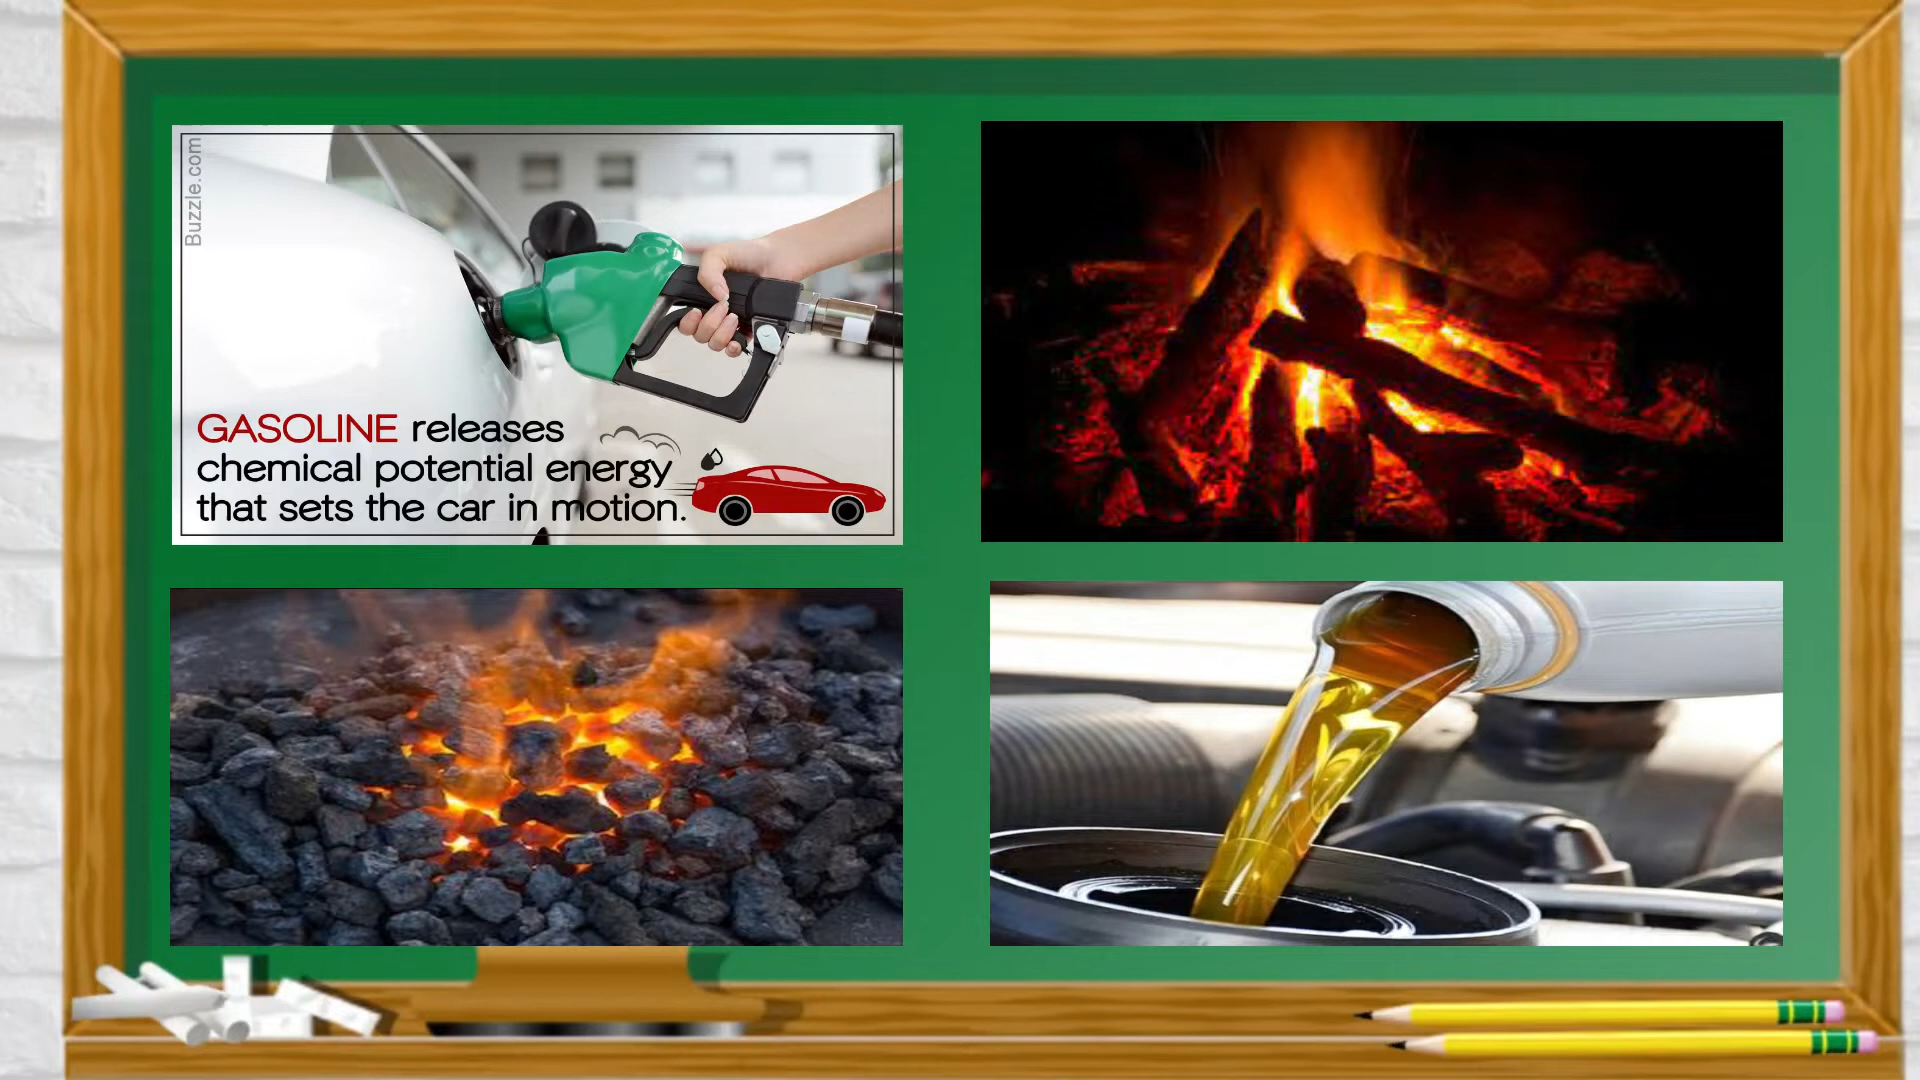 Buzzle.com
GASOLINE releases
chemical potential energy
that sets the car in motion.